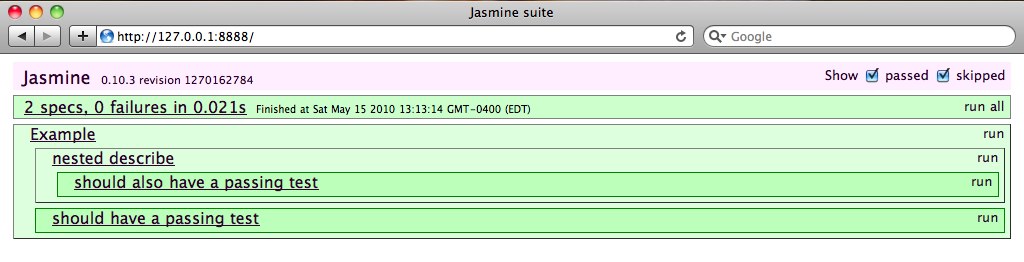 Jasmine suite
http://127.0.0.1:8888/ Google
Jasmine 0.10.3 revision 1270162784 Show passed skipped
2 specs, 0 failures in 0.021s Finished at Sat May 15 2010 13:13:14 GMT-0400 (EDT) run all
Example run
nested describe run
should also have a passing test run
should have a passing test run